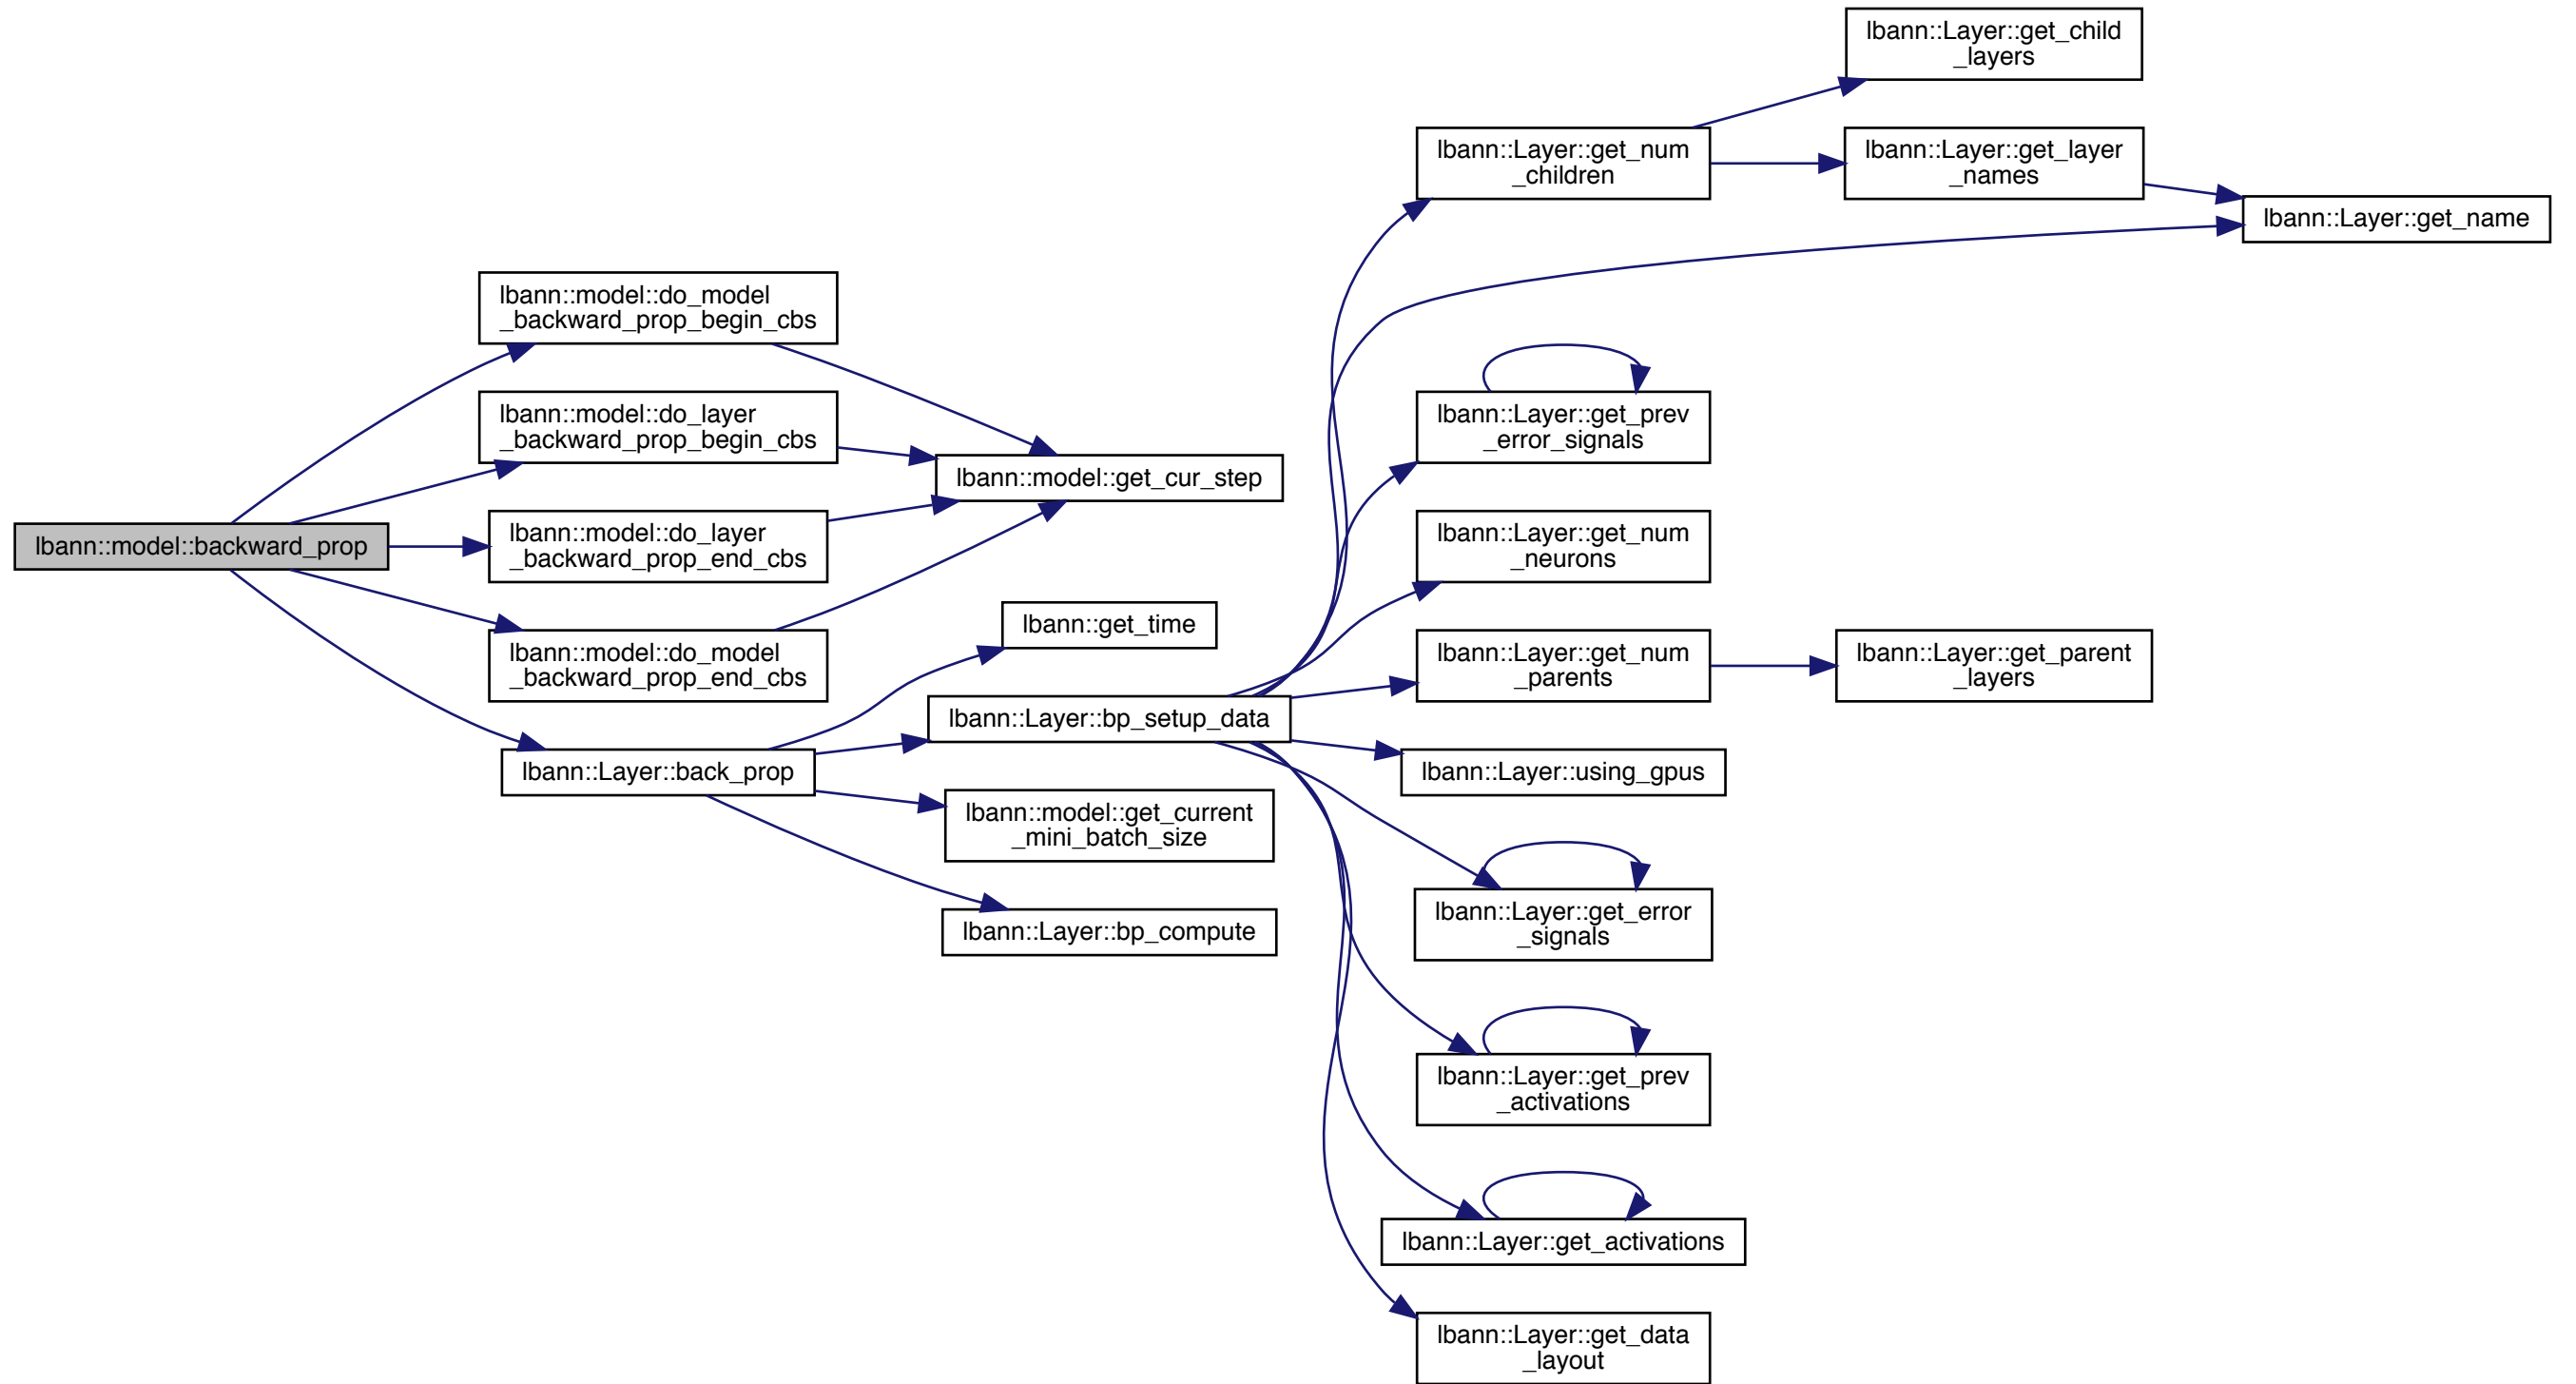 lbann::Layer::get_child
_layers
lbann::Layer::get_num
_children
lbann::Layer::get_layer
_names
lbann::Layer::get_name
lbann::model::do_model
_backward_prop_begin_cbs
lbann::model::do_layer
_backward_prop_begin_cbs
lbann::Layer::get_prev
_error_signals
lbann::model::get_cur_step
lbann::model::backward_prop
lbann::model::do_layer
_backward_prop_end_cbs
lbann::Layer::get_num
_neurons
lbann::get_time
lbann::model::do_model
_backward_prop_end_cbs
lbann::Layer::get_num
_parents
lbann::Layer::get_parent
_layers
lbann::Layer::bp_setup_data
lbann::Layer::back_prop
lbann::Layer::using_gpus
lbann::model::get_current
_mini_batch_size
lbann::Layer::bp_compute
lbann::Layer::get_error
_signals
lbann::Layer::get_prev
_activations
lbann::Layer::get_activations
lbann::Layer::get_data
_layout